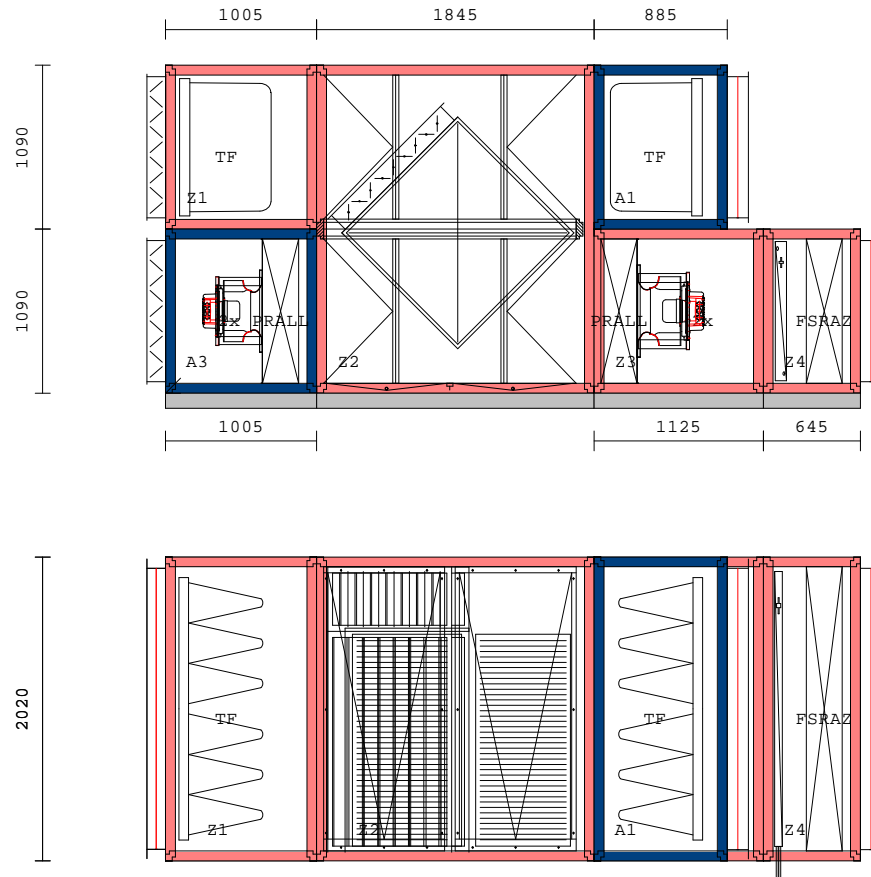 1005 1845 885
1090
TF TF
Z1 A1
1090
PRALL PRALL FSRAZ
A3 Z2 Z3 Z4
1005 1125 645
2020
TF TF FSRAZ
Z1 Z2 A1 Z4